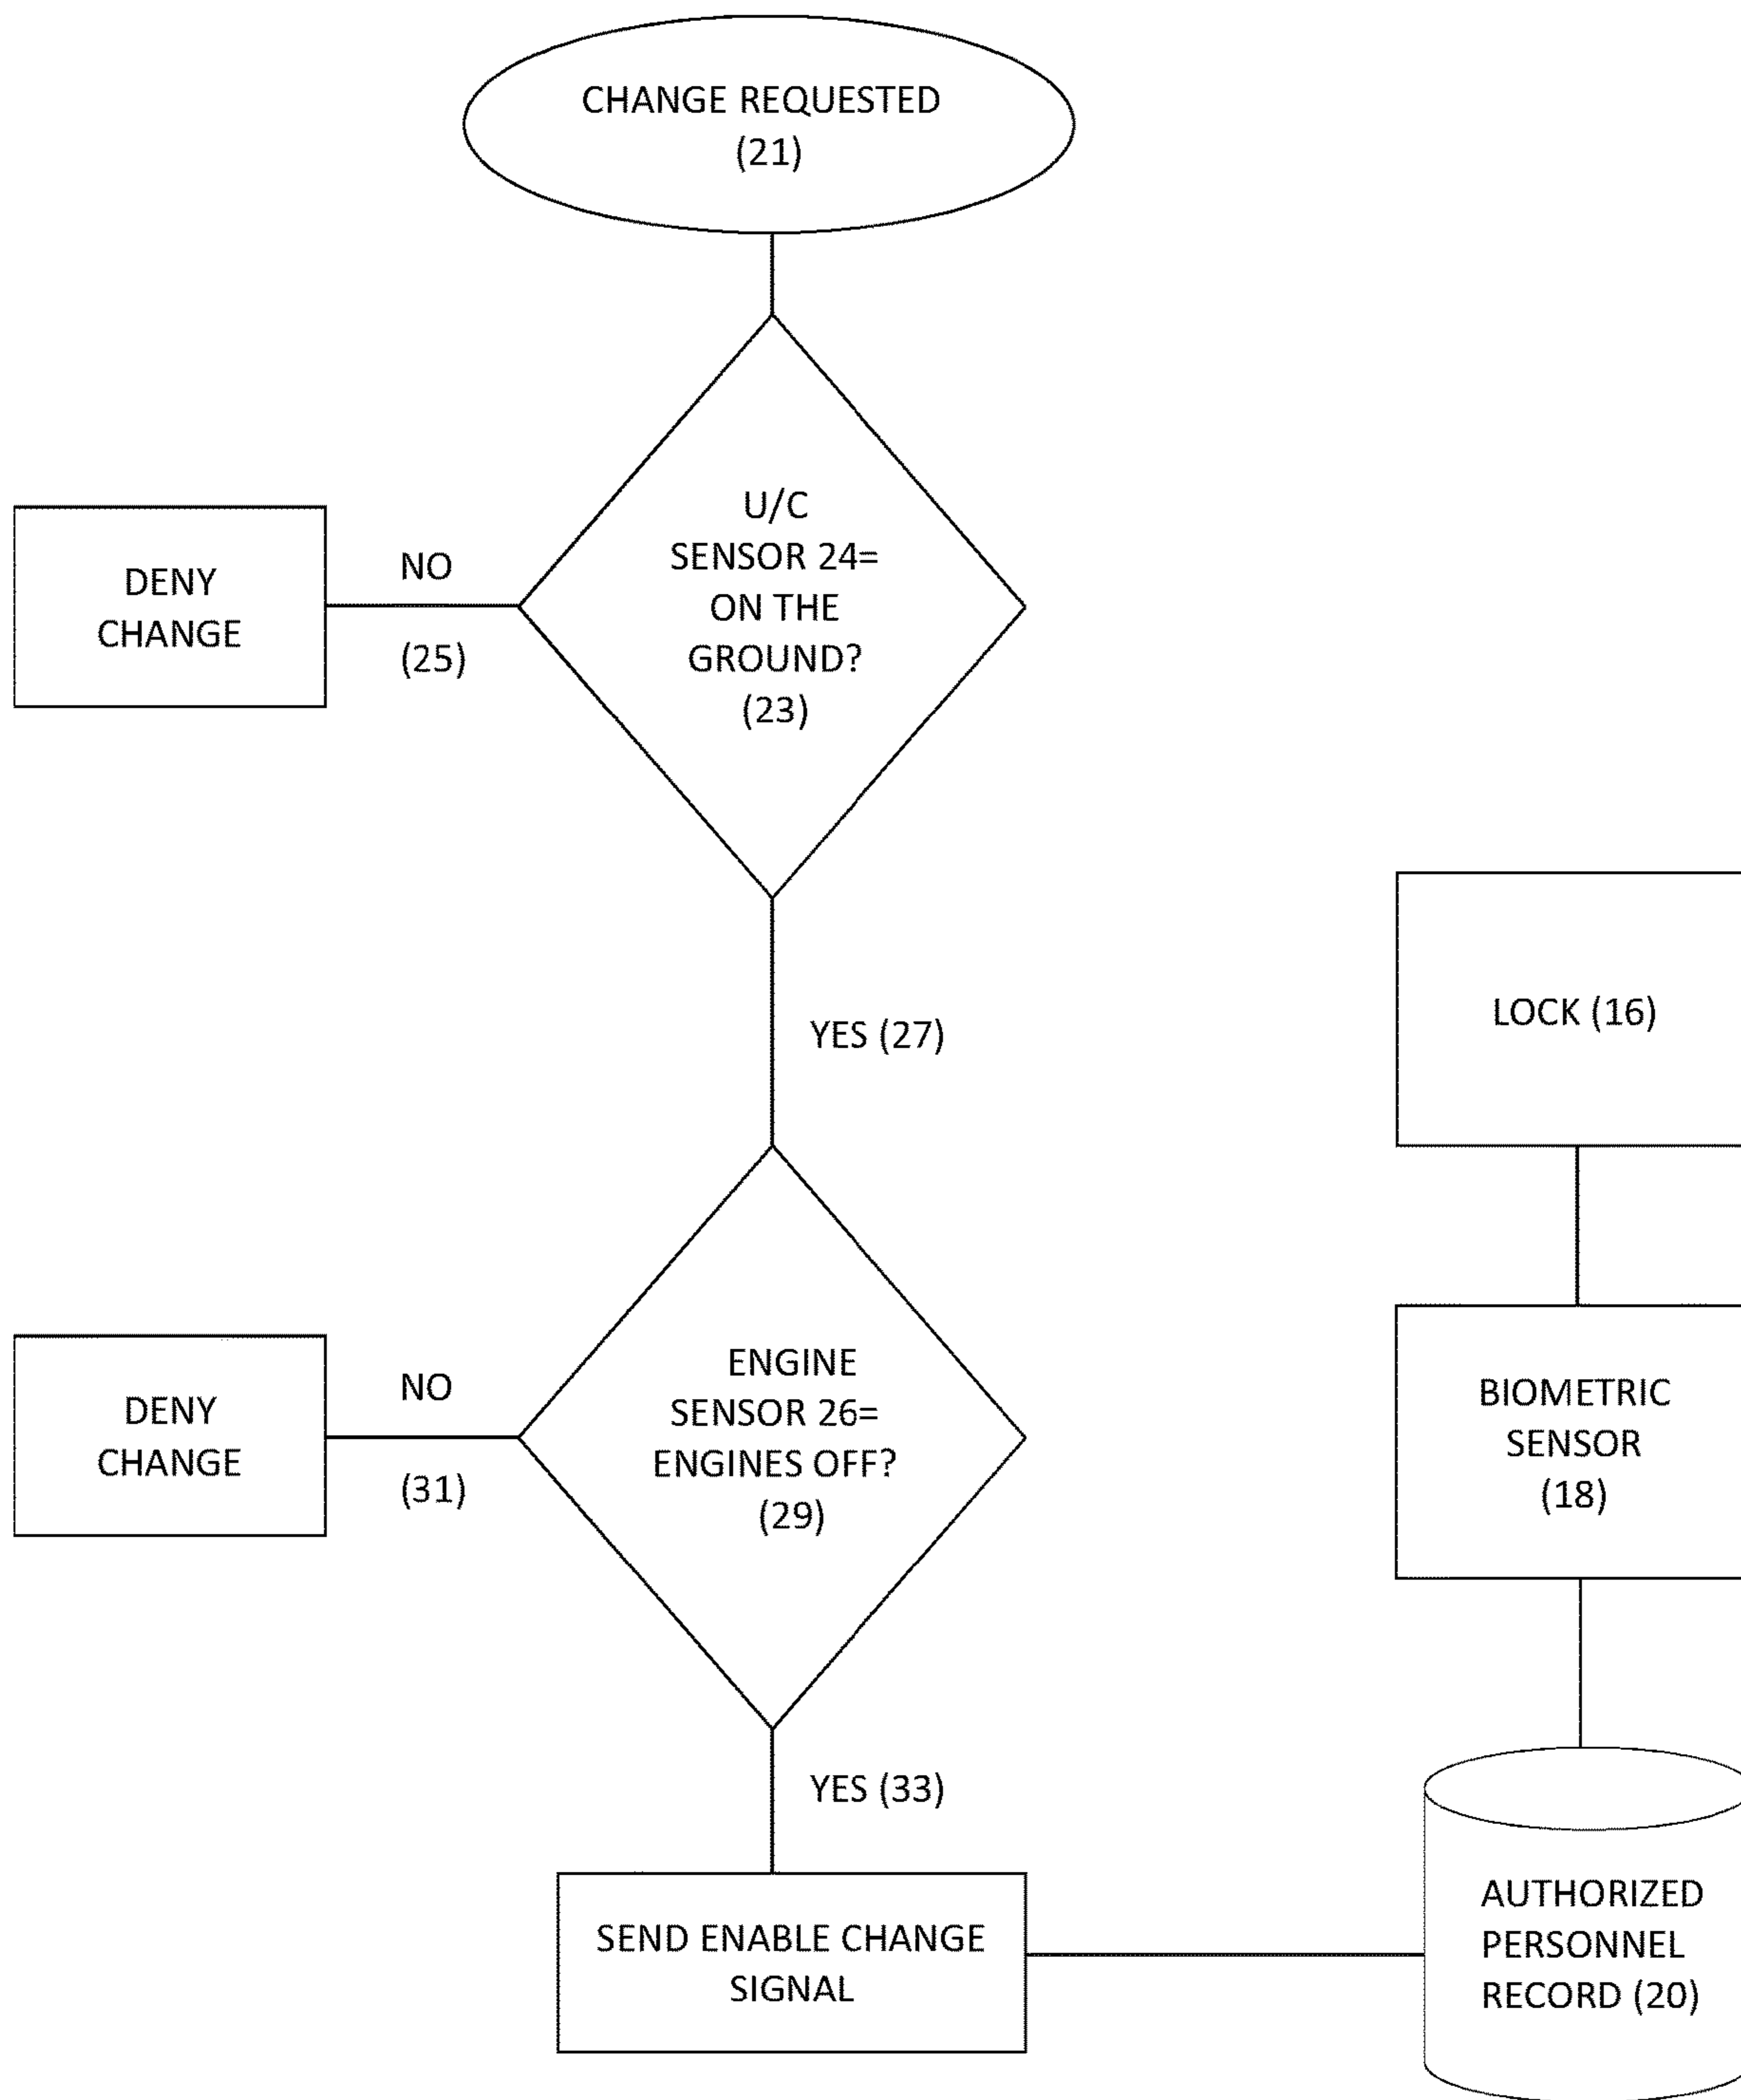 CHANGE REQUESTED
(21)
U/C
SENSOR 24=
ON THE
GROUND?
(23)
NO
(25)
DENY
CHANGE
YES (27)
LOCK (16)
ENGINE
SENSOR 26=
ENGINES OFF?
(29)
NO
(31)
DENY
CHANGE
BIOMETRIC
SENSOR
(18)
YES (33)
SEND ENABLE CHANGE
SIGNAL
AUTHORIZED
PERSONNEL
RECORD (20)